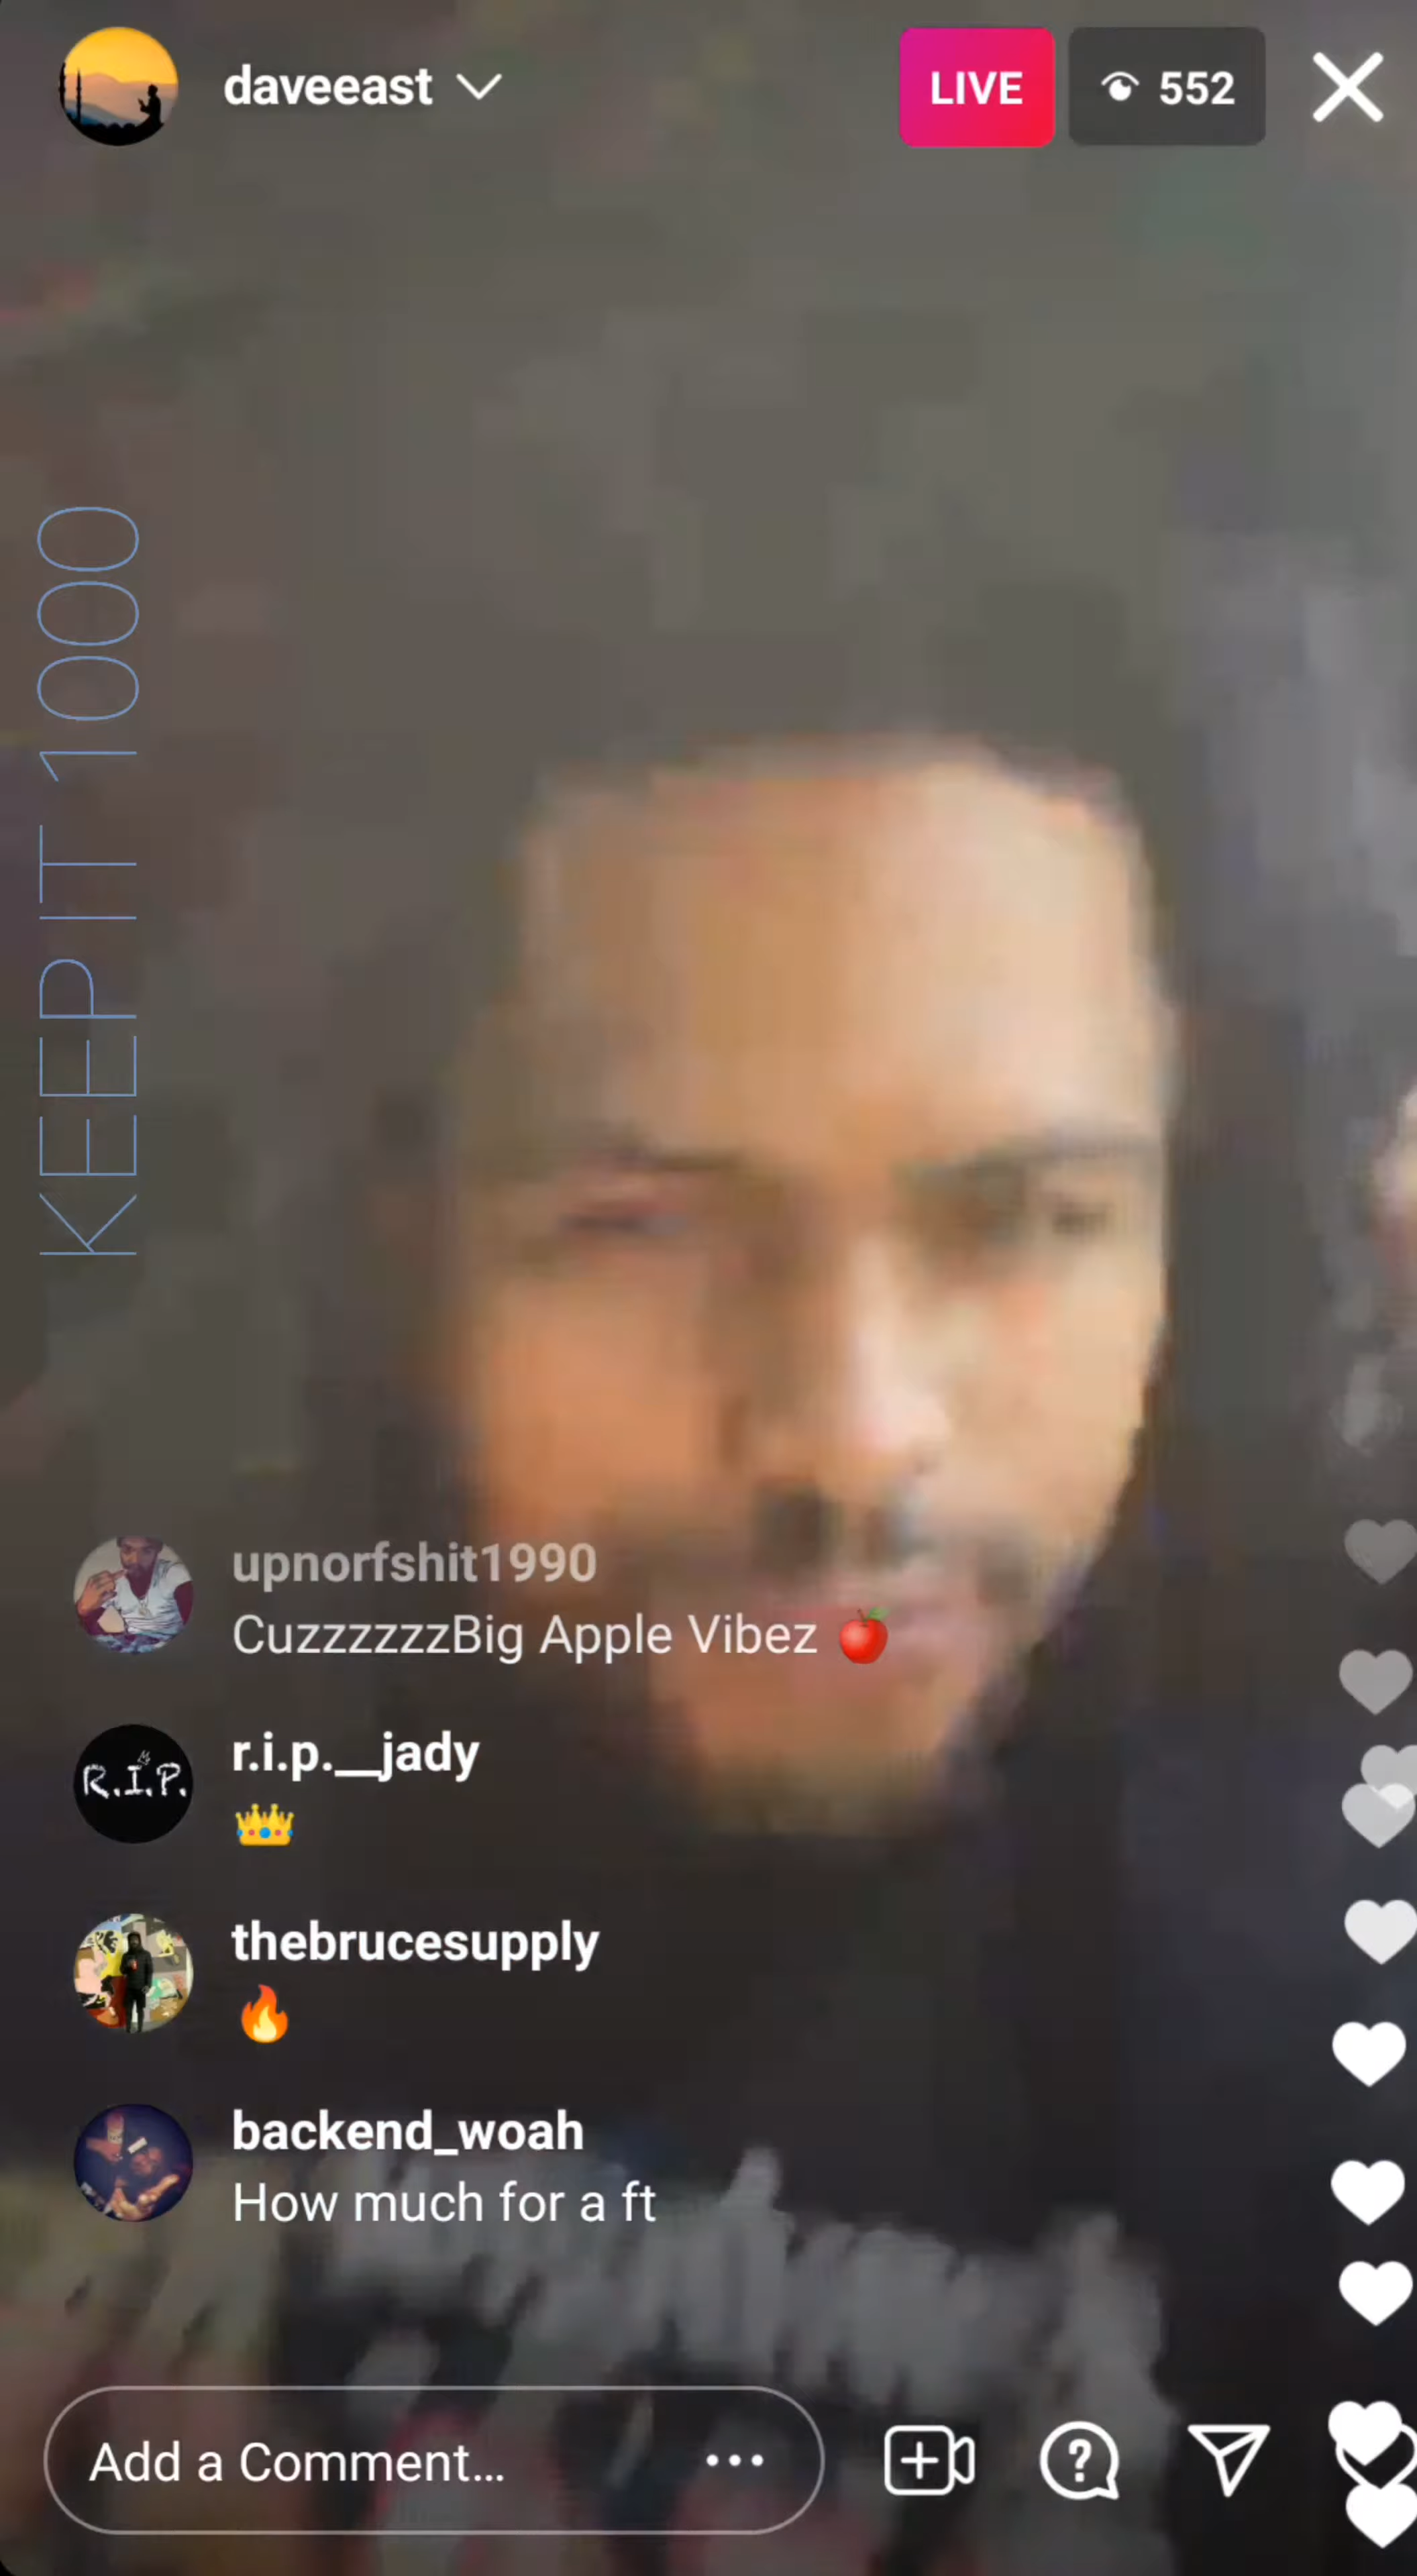 daveeast
LIVE
552
KEEP IT 1000
upnorfshit1990
CuzzzzzzBig Apple Vibez 🍎
r.i.p.__jady
👑
R.I.P.
thebrucesupply
🔥
backend_woah
How much for a ft
Add a Comment...